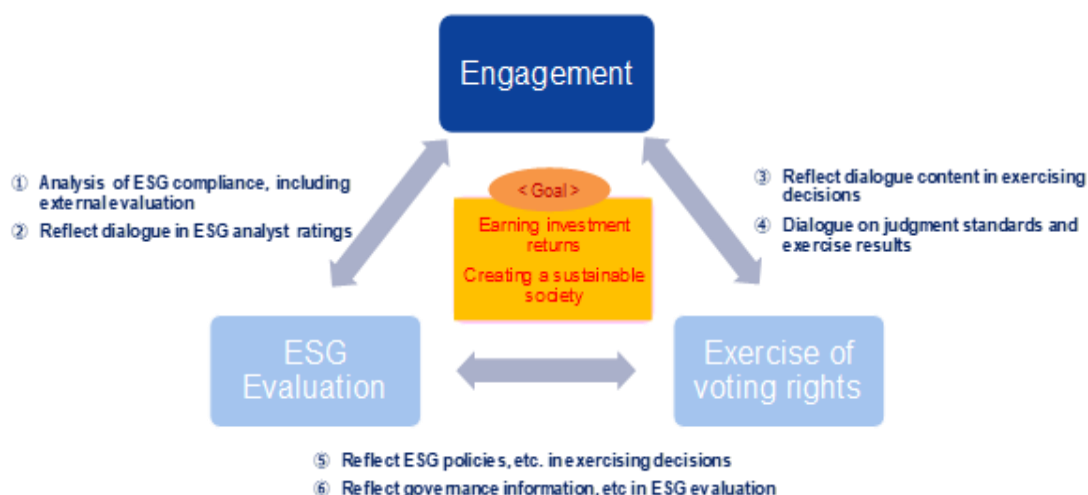 Engagement
① Analysis of ESG compliance, including
external evaluation
② Reflect dialogue in ESG analyst ratings
< Goal >
Earning investment
returns
Creating a sustainable
society
③ Reflect dialogue content in exercising
decisions
④ Dialogue on judgment standards and
exercise results
ESG
Evaluation
Exercise of
voting rights
⑤ Reflect ESG policies, etc. in exercising decisions
⑥ Reflect governance information, etc in ESG evaluation